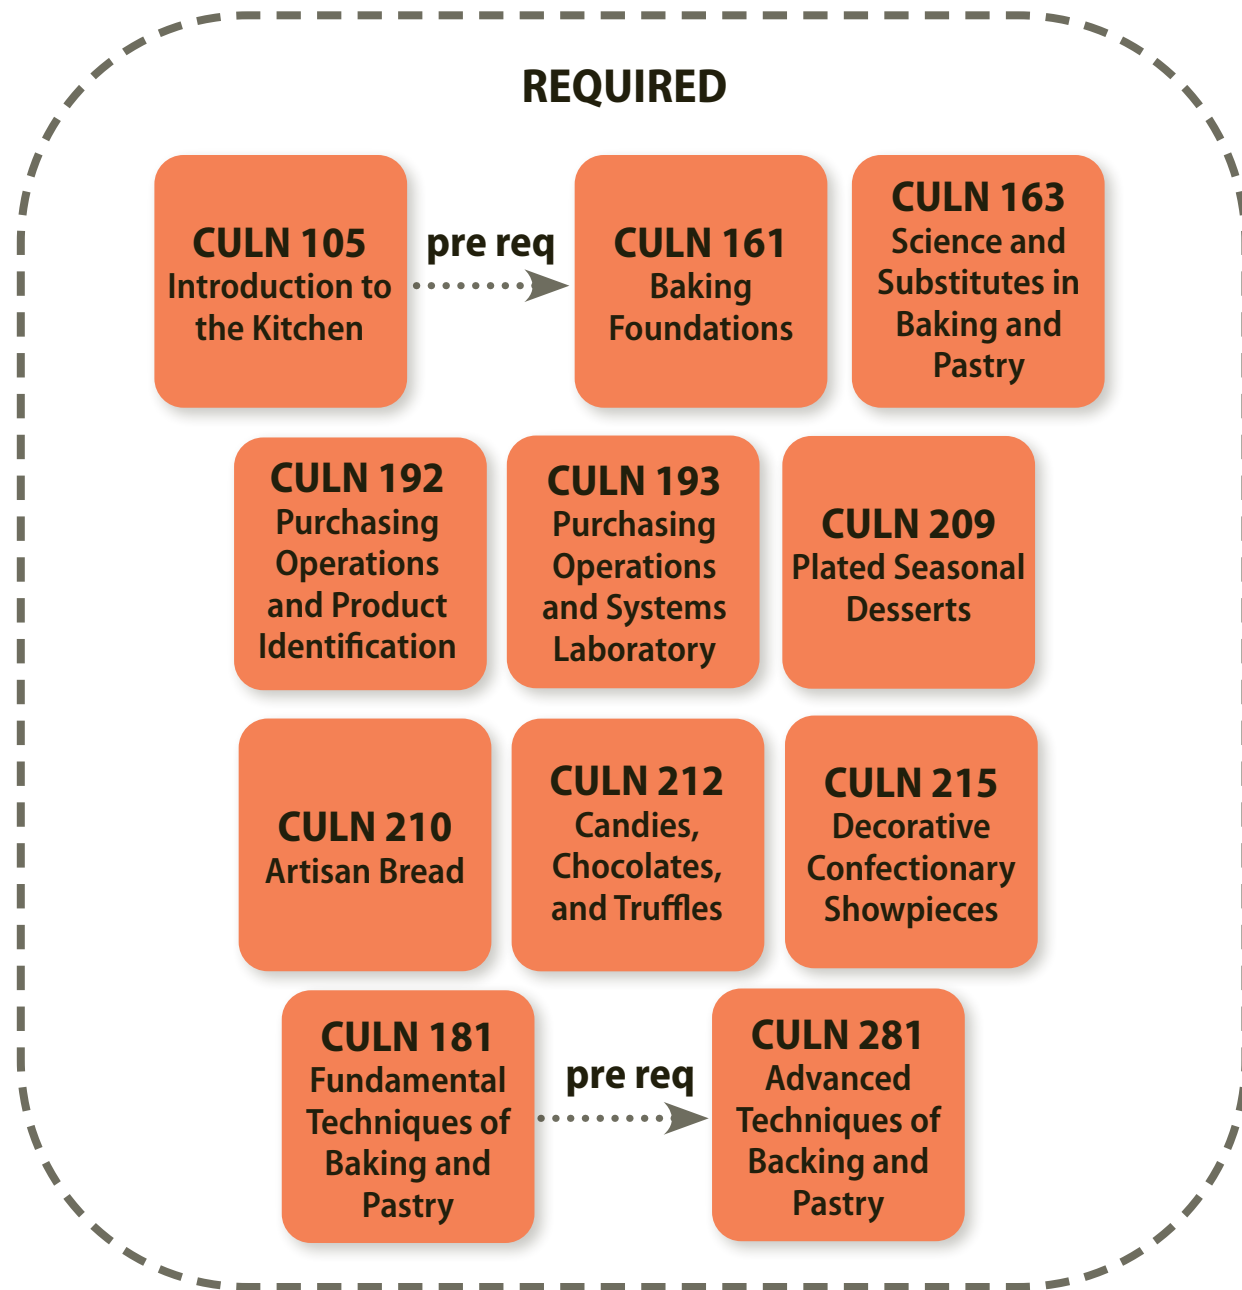 REQUIRED
CULN 105
Introduction to
the Kitchen
pre req
CULN 161
Baking
Foundations
CULN 163
Science and
Substitutes in
Baking and
Pastry
CULN 192
Purchasing
Operations
and Product
Identification
CULN 193
Purchasing
Operations
and Systems
Laboratory
CULN 209
Plated Seasonal
Desserts
CULN 210
Artisan Bread
CULN 212
Candies,
Chocolates,
and Truffles
CULN 215
Decorative
Confectionary
Showpieces
CULN 181
Fundamental
Techniques of
Baking and
Pastry
pre req
CULN 281
Advanced
Techniques of
Backing and
Pastry